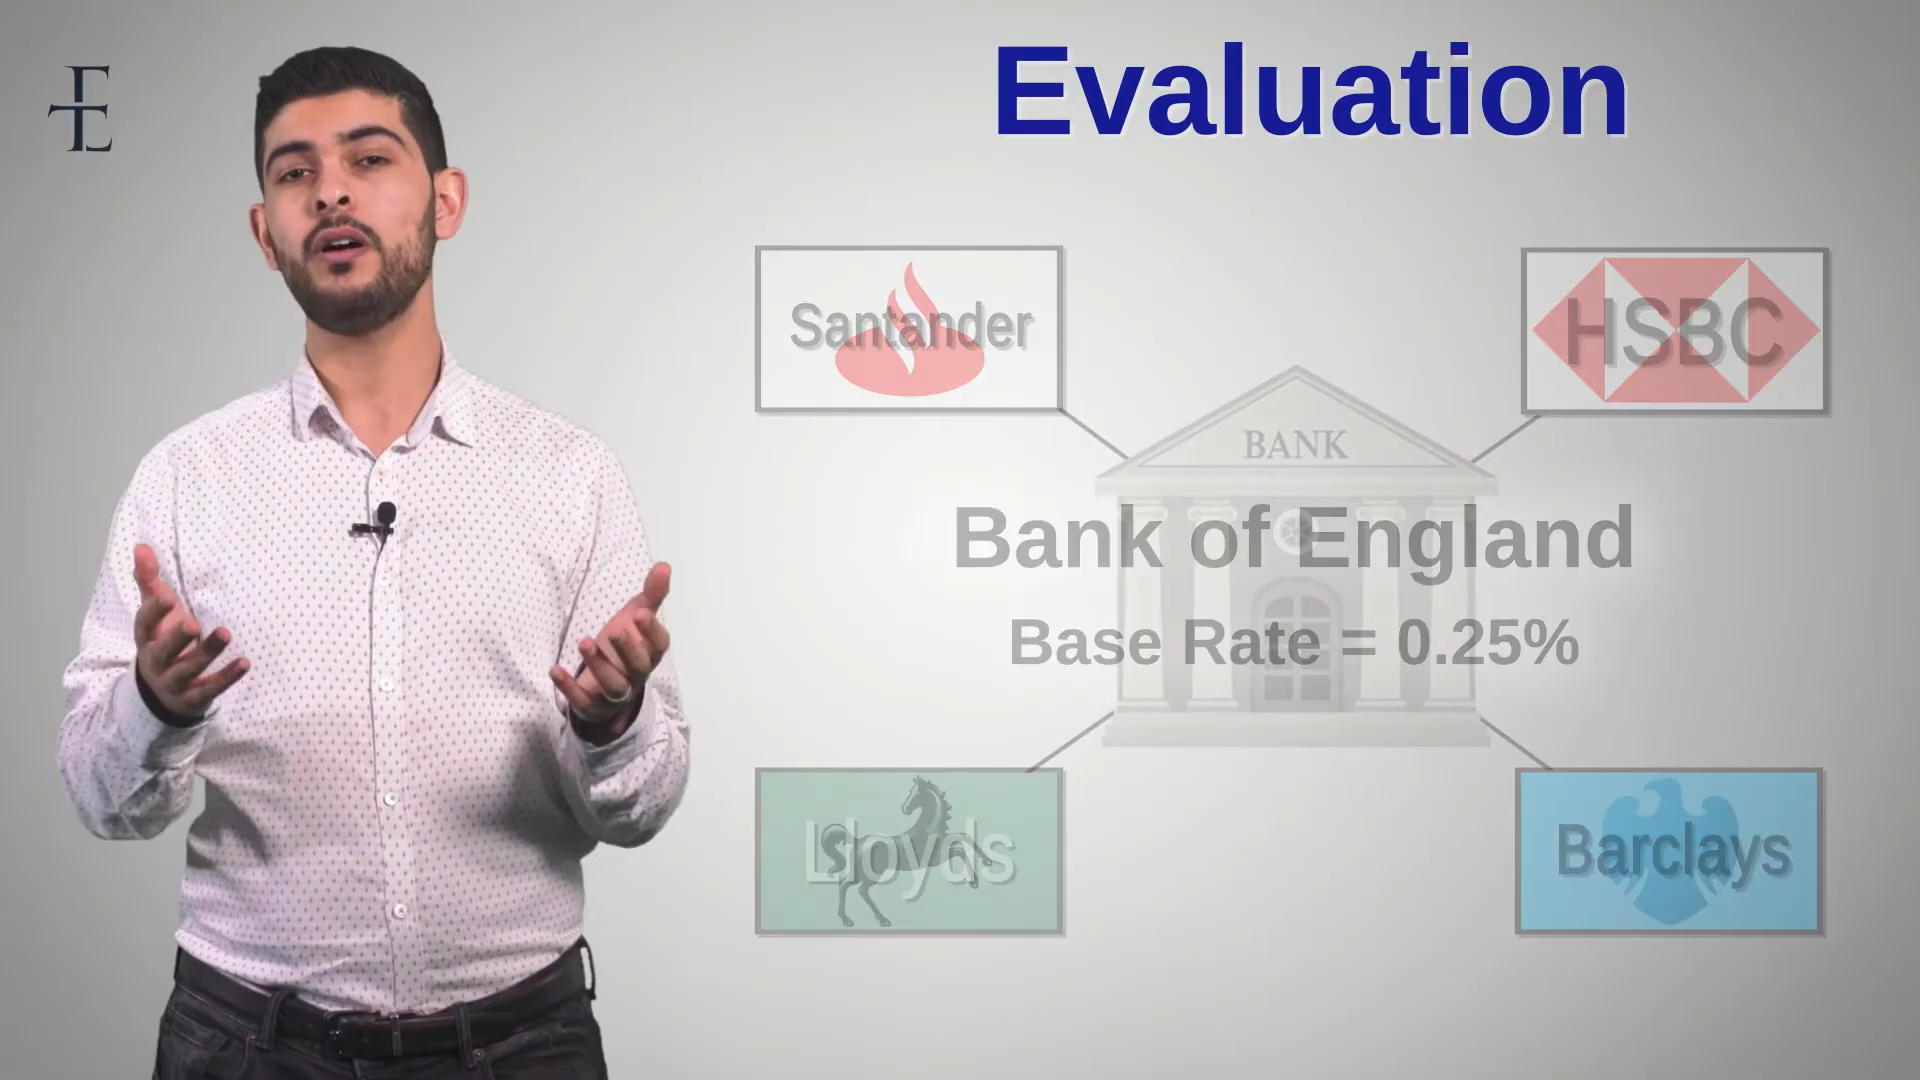 Evaluation
Santander
HSBC
BANK
Bank of England
Base Rate = 0.25%
Lloyds
Barclays